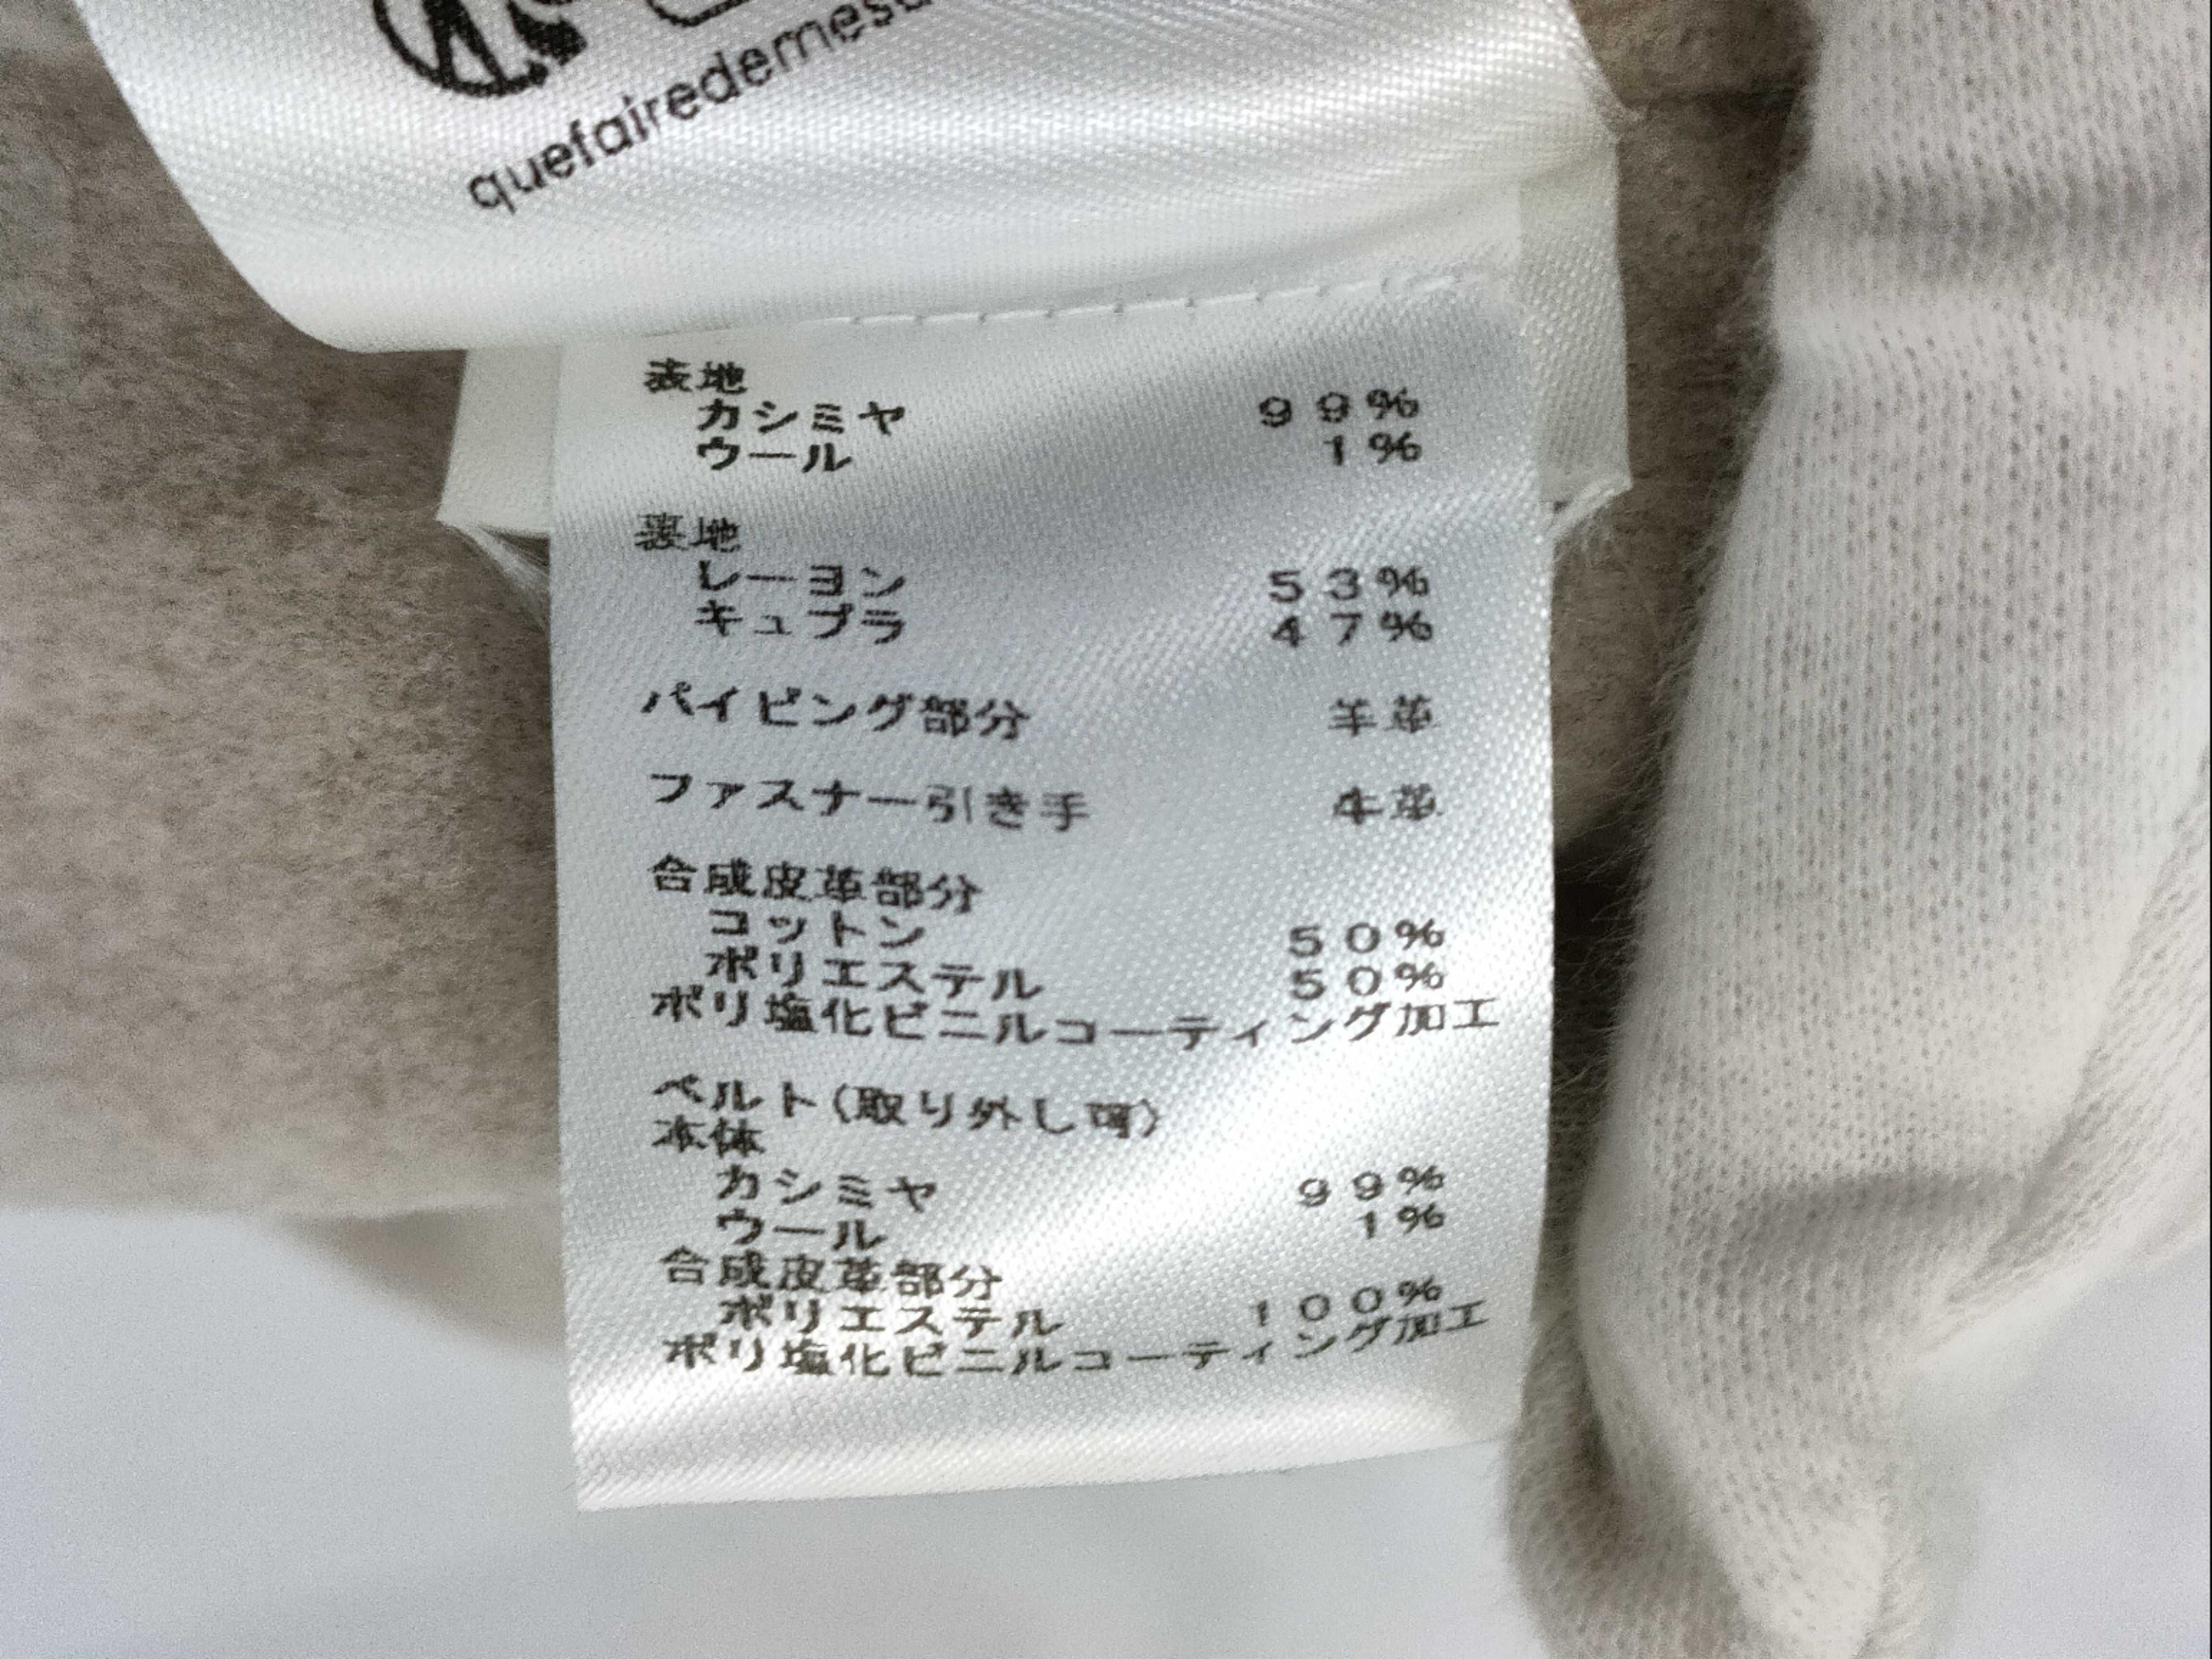 quefairedemes
表地
カシミヤ 99%
ウール 1%
裏地
レーヨン 53%
キュプラ 47%
パイピング部分 羊革
ファスナー引き手 牛革
合成皮革部分
コットン 50%
ポリエステル 50%
ポリ塩化ビニルコーティング加工
ベルト(取り外し可)
本体
カシミヤ 99%
ウール 1%
合成皮革部分
ポリエステル 100%
ポリ塩化ビニルコーティング加工